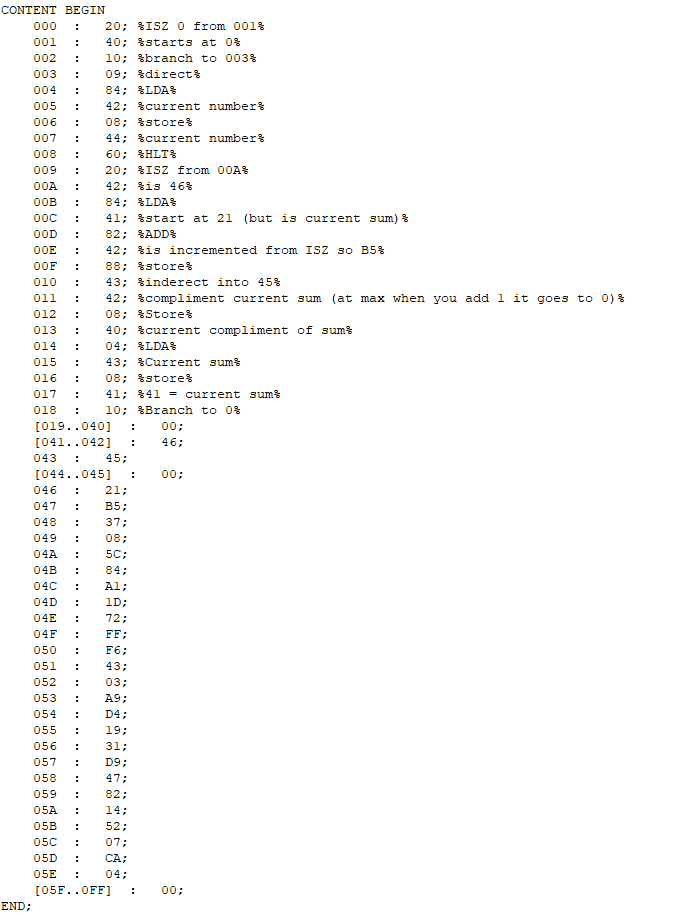 CONTENT BEGIN
000 : 20; %ISZ 0 from 001%
001 : 40; %starts at 0%
002 : 10; %branch to 003%
003 : 09; %direct%
004 : 84; %LDA%
005 : 42; %current number%
006 : 08; %store%
007 : 44; %current number%
008 : 60; %HLT%
009 : 20; %ISZ from 00A%
00A : 42; %is 46%
00B : 84; %LDA%
00C : 41; %start at 21 (but is current sum)%
00D : 82; %ADD%
00E : 42; %is incremented from ISZ so B5%
00F : 88; %store%
010 : 43; %inderect into 45%
011 : 42; %compliment current sum (at max when you add 1 it goes to 0)%
012 : 08; %Store%
013 : 40; %current compliment of sum%
014 : 04; %LDA%
015 : 43; %Current sum%
016 : 08; %store%
017 : 41; %41 = current sum%
018 : 10; %Branch to 0%
[019..040] : 00;
[041..042] : 46;
043 : 45;
[044..045] : 00;
046 : 21;
047 : B5;
048 : 37;
049 : 08;
04A : 5C;
04B : 84;
04C : A1;
04D : 1D;
04E : 72;
04F : FF;
050 : F6;
051 : 43;
052 : 03;
053 : A9;
054 : D4;
055 : 19;
056 : 31;
057 : D9;
058 : 47;
059 : 82;
05A : 14;
05B : 52;
05C : 07;
05D : CA;
05E : 04;
[05F..0FF] : 00;
END;